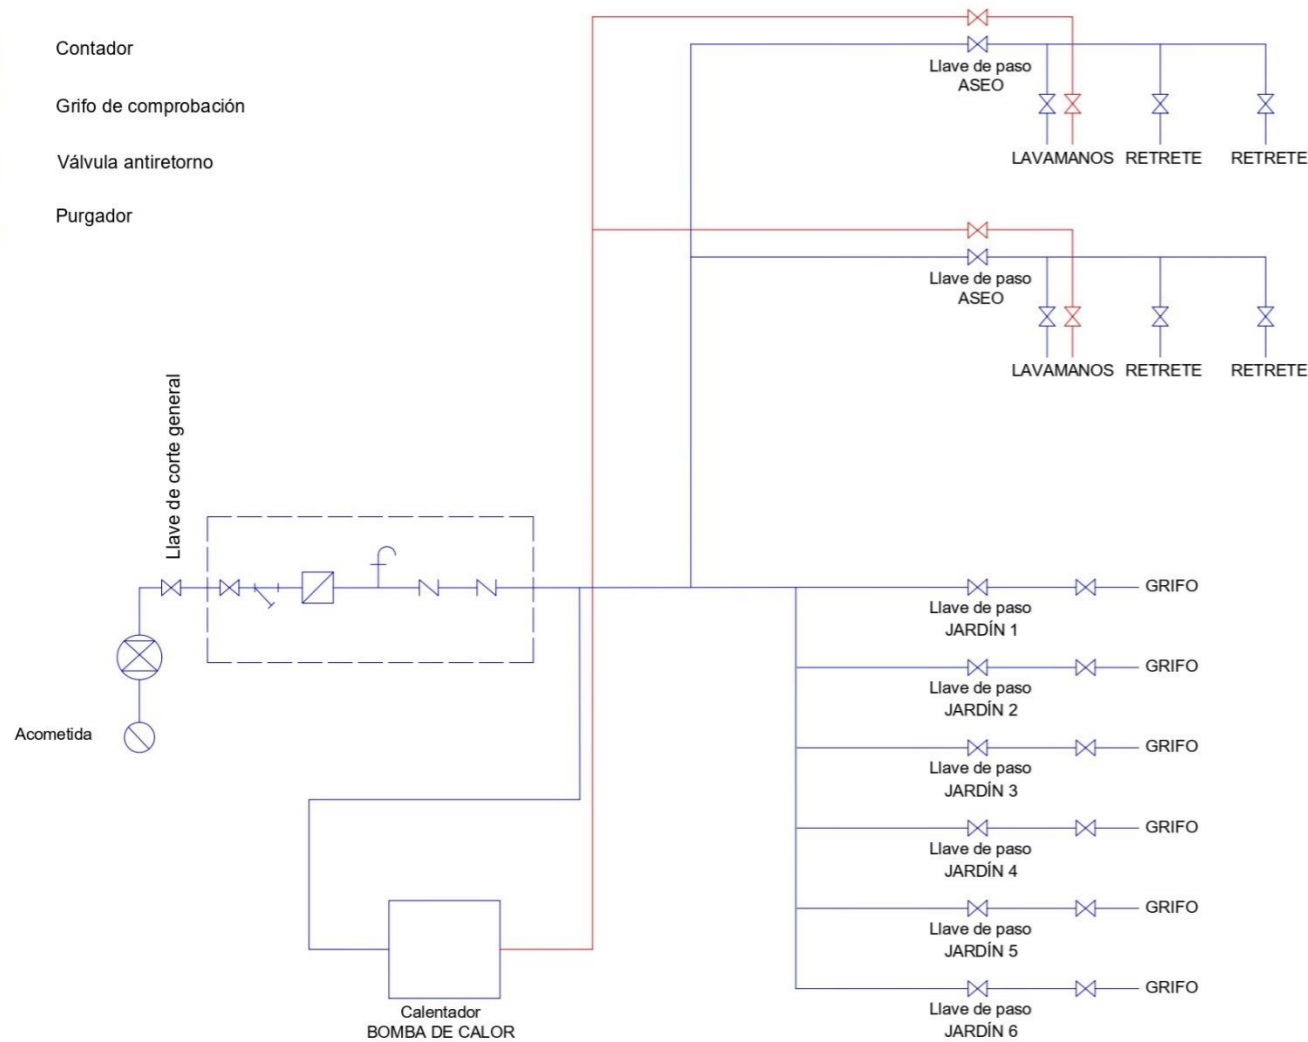 Contador
Grifo de comprobación
Válvula antiretorno
Purgador
Llave de paso
ASEO
LAVAMANOS RETRETE RETRETE
Llave de paso
ASEO
LAVAMANOS RETRETE RETRETE
Llave de corte general
Acometida
GRIFO
Llave de paso
JARDÍN 1
GRIFO
Llave de paso
JARDÍN 2
GRIFO
Llave de paso
JARDÍN 3
GRIFO
Llave de paso
JARDÍN 4
GRIFO
Llave de paso
JARDÍN 5
GRIFO
Llave de paso
JARDÍN 6
Calentador
BOMBA DE CALOR